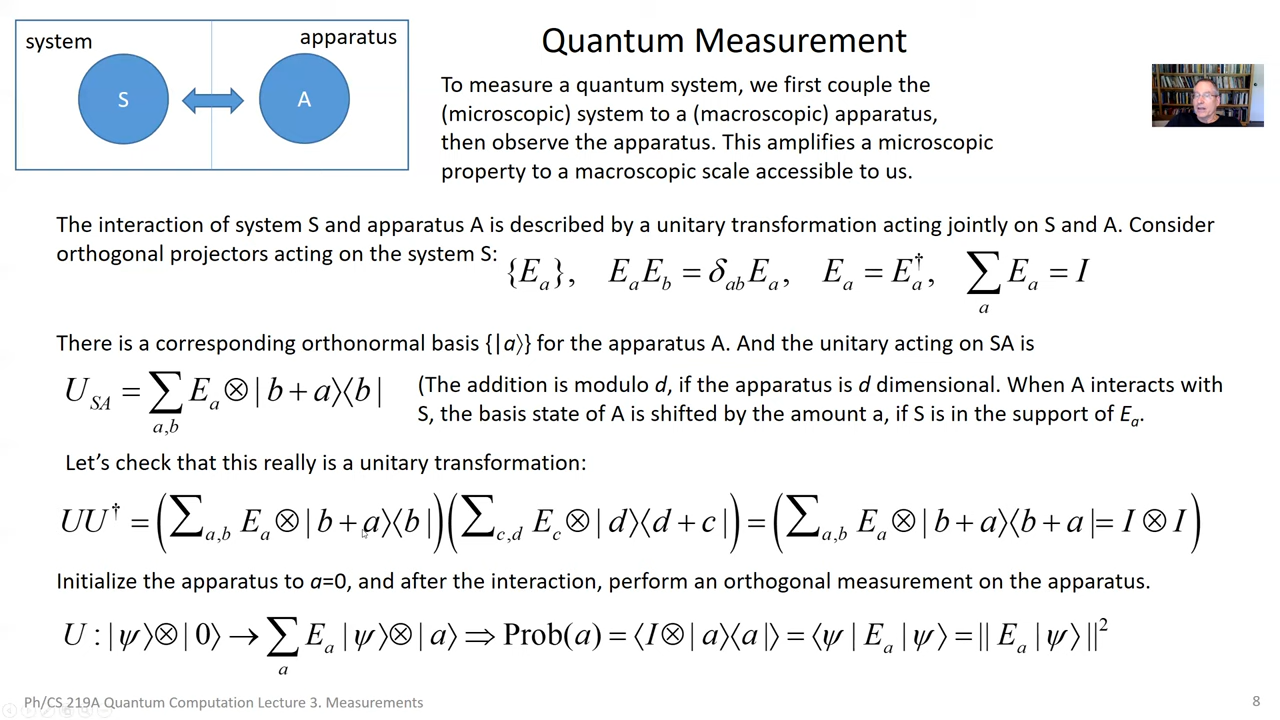 system
apparatus
S
A
Quantum Measurement
To measure a quantum system, we first couple the
(microscopic) system to a (macroscopic) apparatus,
then observe the apparatus. This amplifies a microscopic
property to a macroscopic scale accessible to us.
The interaction of system S and apparatus A is described by a unitary transformation acting jointly on S and A. Consider
orthogonal projectors acting on the system S: {E_a}, E_a E_b = δ_ab E_a, E_a = E_a^†, ∑_a E_a = I
There is a corresponding orthonormal basis {|a⟩} for the apparatus A. And the unitary acting on SA is
U_SA = ∑_{a,b} E_a ⊗ | b + a⟩⟨b |
(The addition is modulo d, if the apparatus is d dimensional. When A interacts with
S, the basis state of A is shifted by the amount a, if S is in the support of E_a.
Let’s check that this really is a unitary transformation:
UU^† = (∑_{a,b} E_a ⊗ | b + a⟩⟨b |)(∑_{c,d} E_c ⊗ | d⟩⟨d + c |) = (∑_{a,b} E_a ⊗ | b + a⟩⟨b + a |= I ⊗ I)
Initialize the apparatus to a=0, and after the interaction, perform an orthogonal measurement on the apparatus.
U : | ψ⟩ ⊗ | 0⟩ → ∑_a E_a | ψ⟩ ⊗ | a⟩ ⇒ Prob(a) = ⟨I ⊗ | a⟩⟨a |⟩ = ⟨ψ | E_a | ψ⟩ = || E_a | ψ⟩ ||^2
Ph/CS 219A Quantum Computation Lecture 3. Measurements
8